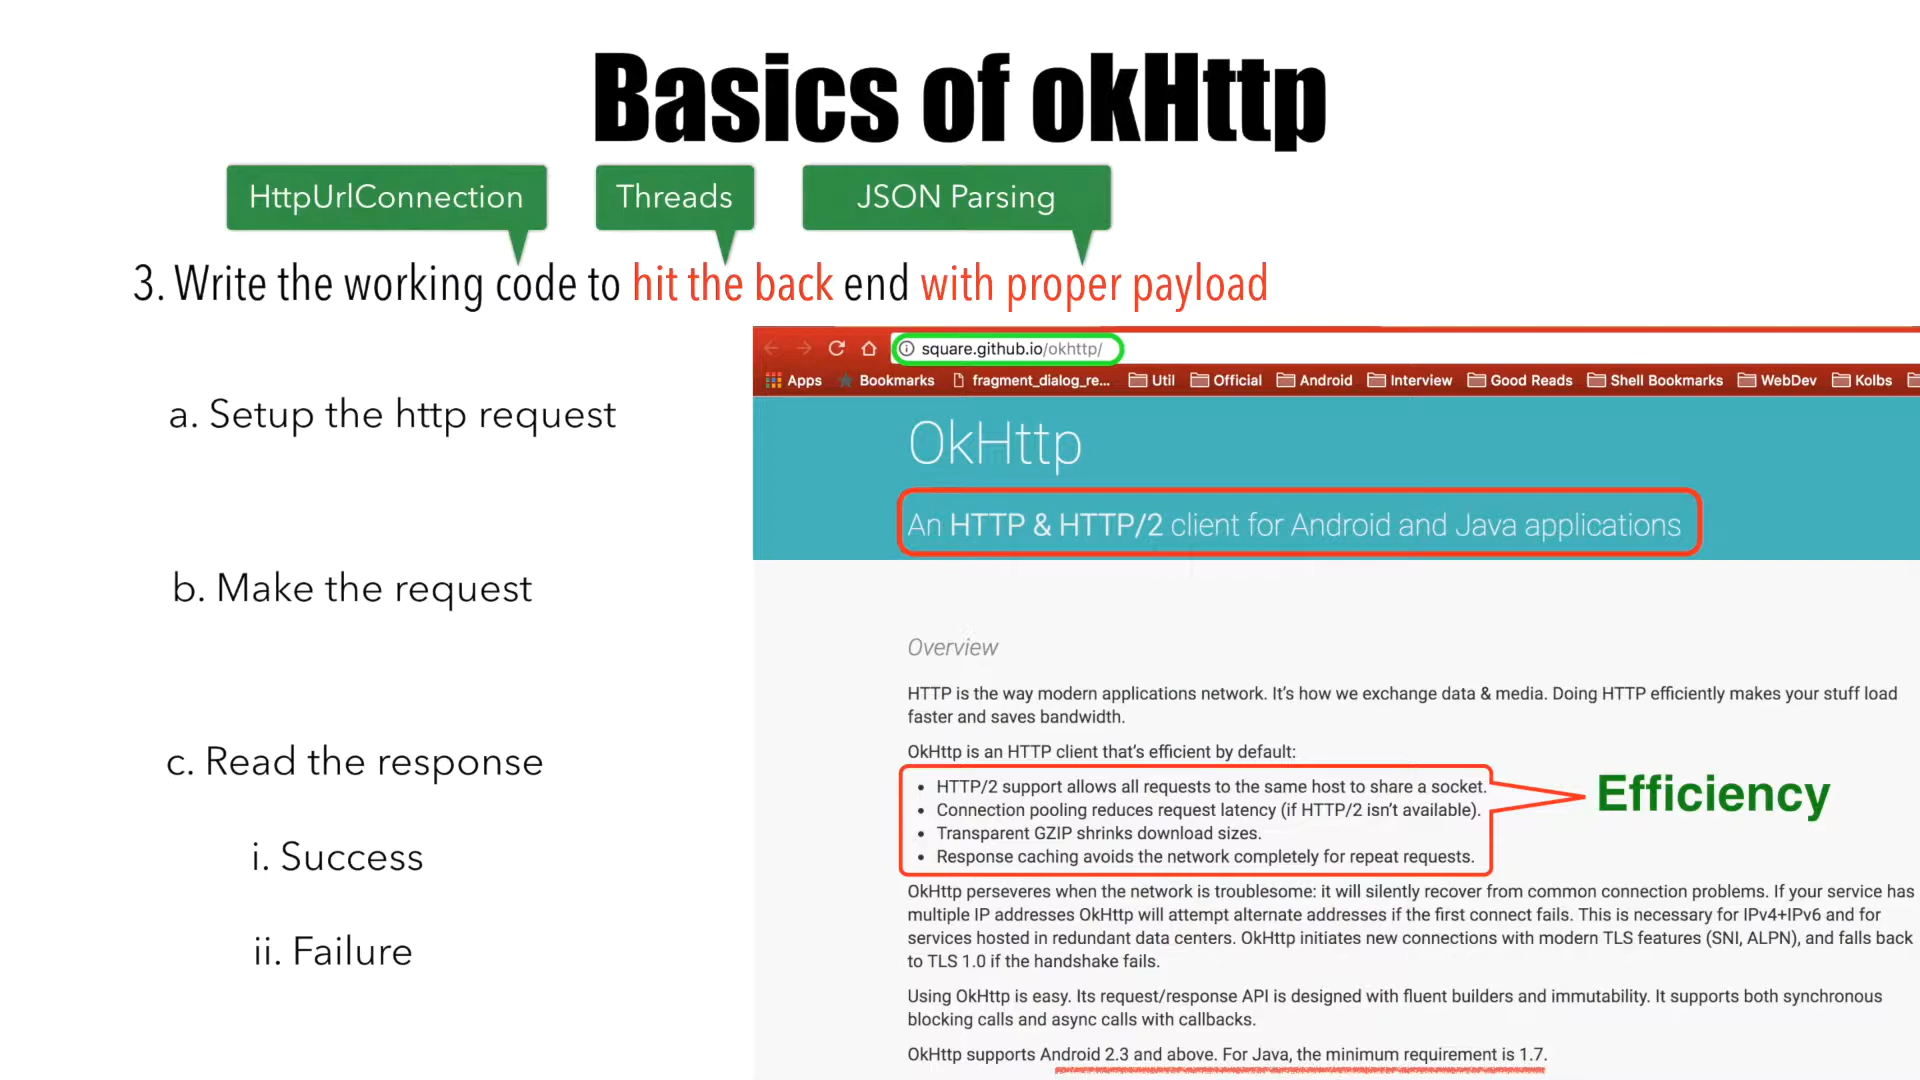 Basics of okHttp
HttpUrlConnection
Threads
JSON Parsing
3. Write the working code to hit the back end with proper payload
a. Setup the http request
b. Make the request
c. Read the response
i. Success
ii. Failure
square.github.io/okhttp/
Apps Bookmarks fragment_dialog_re... Util Official Android Interview Good Reads Shell Bookmarks WebDev Kolbs
OkHttp
An HTTP & HTTP/2 client for Android and Java applications
Overview
HTTP is the way modern applications network. It’s how we exchange data & media. Doing HTTP efficiently makes your stuff load
faster and saves bandwidth.
OkHttp is an HTTP client that’s efficient by default:
• HTTP/2 support allows all requests to the same host to share a socket.
• Connection pooling reduces request latency (if HTTP/2 isn’t available).
• Transparent GZIP shrinks download sizes.
• Response caching avoids the network completely for repeat requests.
Efficiency
OkHttp perseveres when the network is troublesome: it will silently recover from common connection problems. If your service has
multiple IP addresses OkHttp will attempt alternate addresses if the first connect fails. This is necessary for IPv4+IPv6 and for
services hosted in redundant data centers. OkHttp initiates new connections with modern TLS features (SNI, ALPN), and falls back
to TLS 1.0 if the handshake fails.
Using OkHttp is easy. Its request/response API is designed with fluent builders and immutability. It supports both synchronous
blocking calls and async calls with callbacks.
OkHttp supports Android 2.3 and above. For Java, the minimum requirement is 1.7.